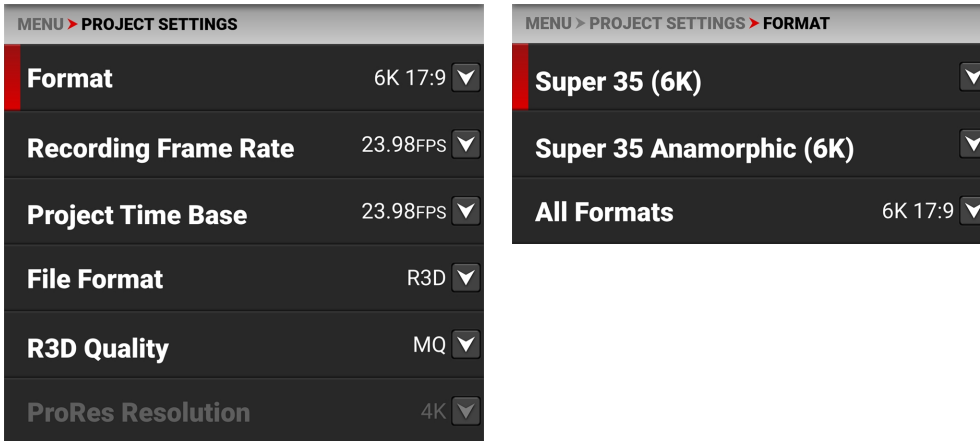 MENU > PROJECT SETTINGS
Format 6K 17:9
Recording Frame Rate 23.98FPS
Project Time Base 23.98FPS
File Format R3D
R3D Quality MQ
ProRes Resolution 4K
MENU > PROJECT SETTINGS > FORMAT
Super 35 (6K)
Super 35 Anamorphic (6K)
All Formats 6K 17:9